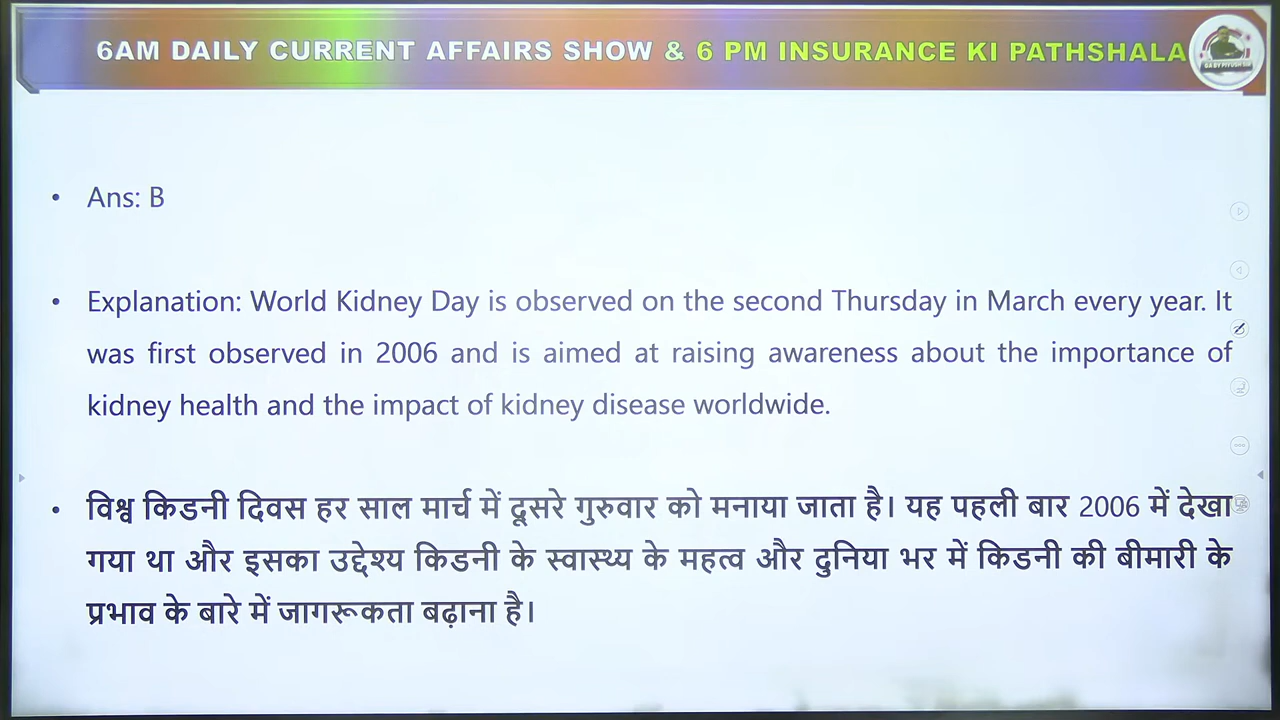 6AM DAILY CURRENT AFFAIRS SHOW & 6 PM INSURANCE KI PATHSHALA
• Ans: B
• Explanation: World Kidney Day is observed on the second Thursday in March every year. It
was first observed in 2006 and is aimed at raising awareness about the importance of
kidney health and the impact of kidney disease worldwide.
• विश्व किडनी दिवस हर साल मार्च में दूसरे गुरुवार को मनाया जाता है। यह पहली बार 2006 में देखा
गया था और इसका उद्देश्य किडनी के स्वास्थ्य के महत्व और दुनिया भर में किडनी की बीमारी के
प्रभाव के बारे में जागरूकता बढ़ाना है।